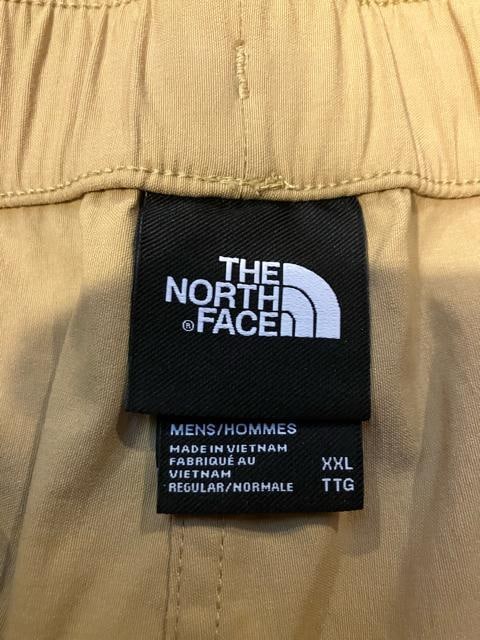 THE
NORTH
® FACE
MENS/HOMMES
MADE IN VIETNAM
FABRIQUÉ AU
VIETNAM
REGULAR/NORMALE
XXL
TTG